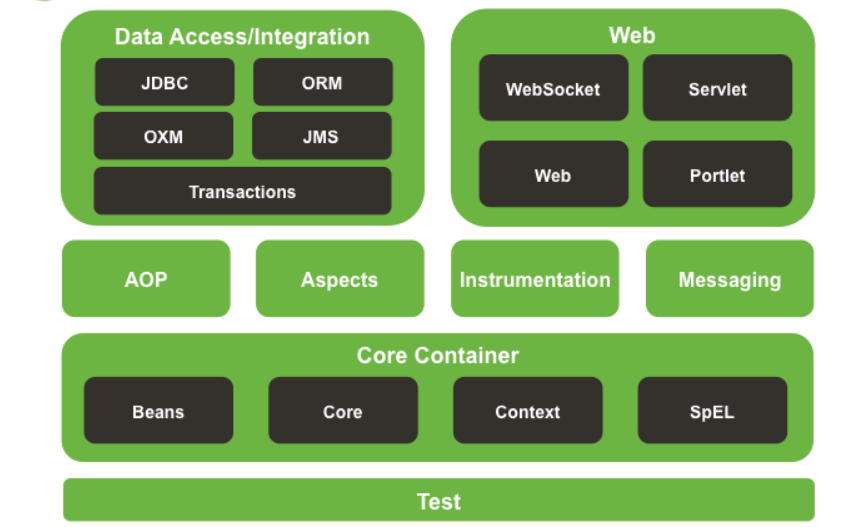 Data Access/Integration
JDBC
ORM
OXM
JMS
Transactions
Web
WebSocket
Servlet
Web
Portlet
AOP
Aspects
Instrumentation
Messaging
Core Container
Beans
Core
Context
SpEL
Test